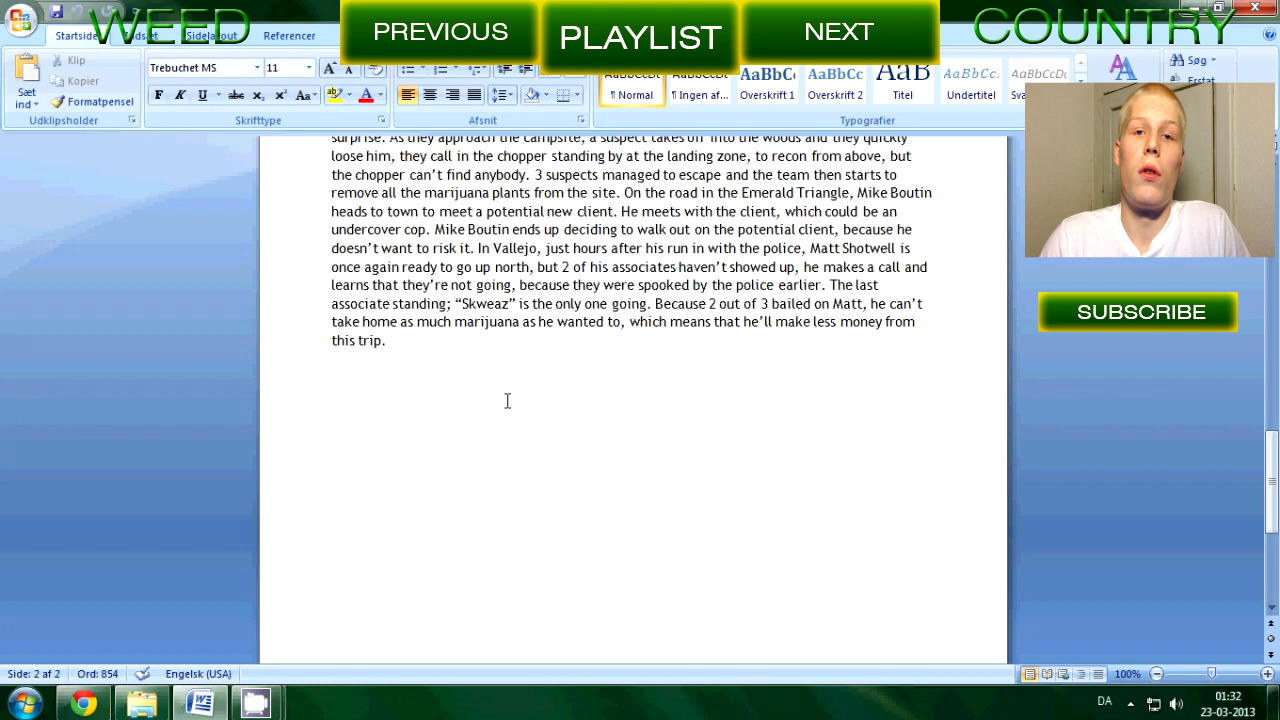 WEED
PREVIOUS
PLAYLIST
NEXT
COUNTRY
Startside
Sidelayout
Referencer
Sæt
ind
Klip
Kopier
Formatpensel
Udklipsholder
Trebuchet MS
11
Skrifttype
Afsnit
¶ Normal
¶ Ingen af...
AaBbC
Overskrift 1
AaBbCc
Overskrift 2
AaB
Titel
AaBbCc.
Undertitel
AaBbCcDı
Typografier
Søg
Erstat
surprise. As they approach the campsite, a suspect takes off into the woods and they quickly
loose him, they call in the chopper standing by at the landing zone, to recon from above, but
the chopper can't find anybody. 3 suspects managed to escape and the team then starts to
remove all the marijuana plants from the site. On the road in the Emerald Triangle, Mike Boutin
heads to town to meet a potential new client. He meets with the client, which could be an
undercover cop. Mike Boutin ends up deciding to walk out on the potential client, because he
doesn't want to risk it. In Vallejo, just hours after his run in with the police, Matt Shotwell is
once again ready to go up north, but 2 of his associates haven't showed up, he makes a call and
learns that they're not going, because they were spooked by the police earlier. The last
associate standing; “Skweaz” is the only one going. Because 2 out of 3 bailed on Matt, he can't
take home as much marijuana as he wanted to, which means that he'll make less money from
this trip.
SUBSCRIBE
Side: 2 af 2
Ord: 854
Engelsk (USA)
100%
DA
01:32
23-03-2013